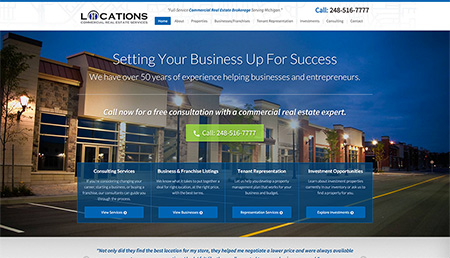 LOCATIONS
COMMERCIAL REAL ESTATE SERVICES
"Full Service Commercial Real Estate Brokerage Serving Michigan."
Call: 248-516-7777
Home About Properties Businesses/Franchises Tenant Representation Investments Consulting Contact
Setting Your Business Up For Success
We have over 50 years of experience helping businesses and entrepreneurs.
Call now for a free consultation with a commercial real estate expert.
Call: 248-516-7777
Consulting Services
If you're considering changing your
career, starting a business, or buying a
franchise, our consultants can guide you
through the process.
View Services
Business & Franchise Listings
We know what it takes to put together a
deal for right location, at the right price,
with the best terms.
View Businesses
Tenant Representation
Let us help you develop a property
management plan that works for your
business and budget.
Representation Services
Investment Opportunities
Learn about investment properties
currently in our inventory or ask us to
find a property for you.
Explore Investments
"Not only did they find the best location for my store, they helped me negotiate a lower price and were always available